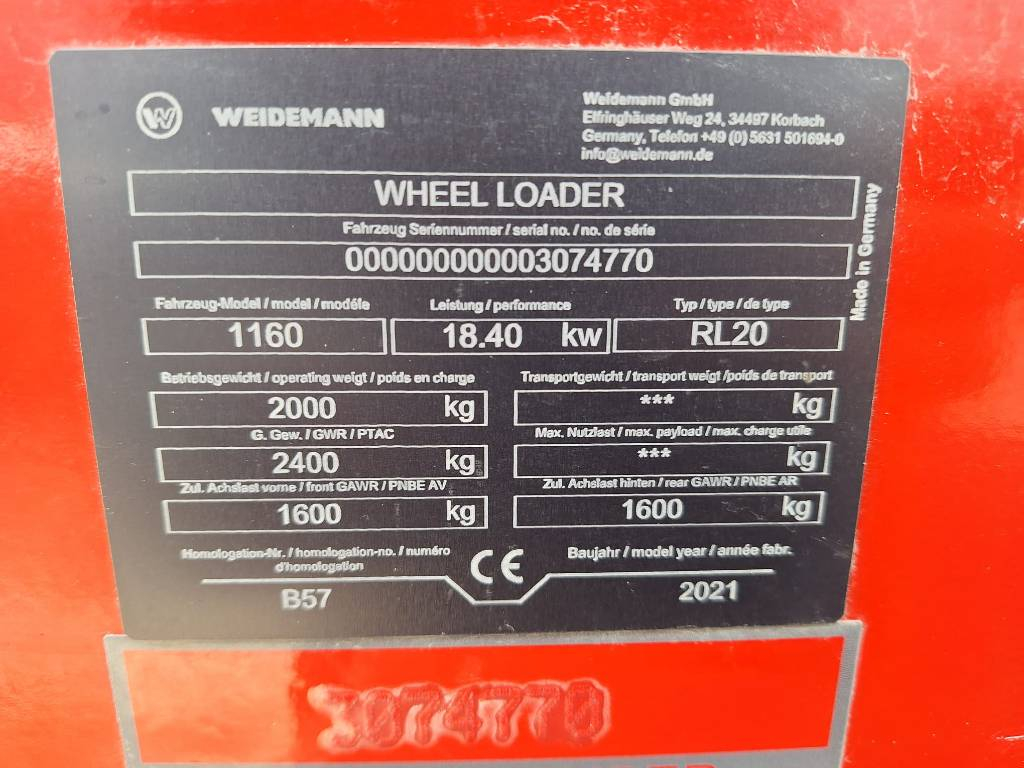 WEIDEMANN
Weidemann GmbH
Elfringhäuser Weg 24, 34497 Korbach
Germany, Telefon +49 (0) 5631 501694-0
info@weidemann.de
WHEEL LOADER
Fahrzeug Seriennummer / serial no. / no. de série
000000000003074770
Made in Germany
Fahrzeug-Model / model / modéle
Leistung / performance
Typ / type / de type
1160
18.40 kw
RL20
Betriebsgewicht / operating weigt / poids en charge
Transportgewicht / transport weigt /poids de transport
2000 kg
*** kg
G. Gew. / GWR / PTAC
Max. Nutzlast / max. payload / max. charge utile
2400 kg
*** kg
Zul. Achslast vorne / front GAWR / PNBE AV
Zul. Achslast hinten / rear GAWR / PNBE AR
1600 kg
1600 kg
Homologation-Nr. / homologation-no. / numéro
d'homologation
CE
Baujahr / model year / année fabr.
B57
2021
3074770